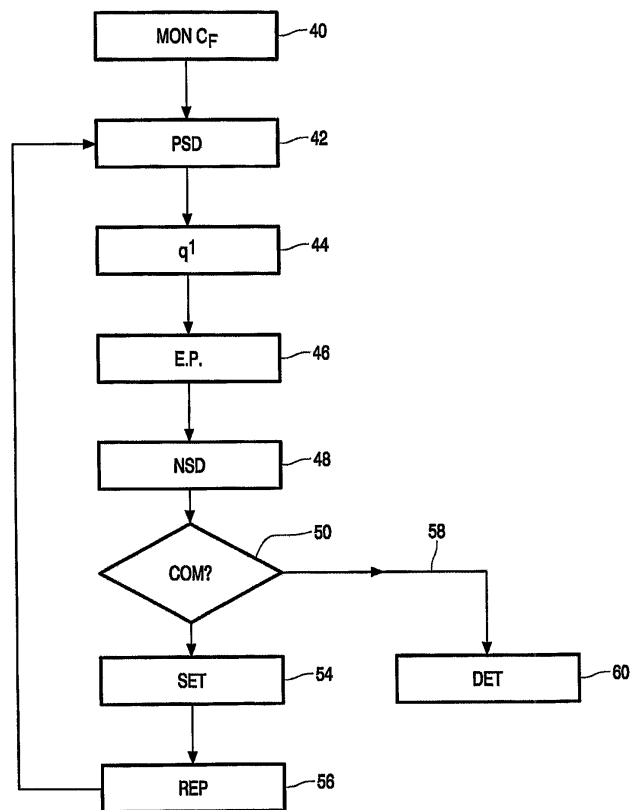 MON CF
40
PSD
42
q1
44
E.P.
46
NSD
48
COM?
50
58
SET
54
DET
60
REP
56